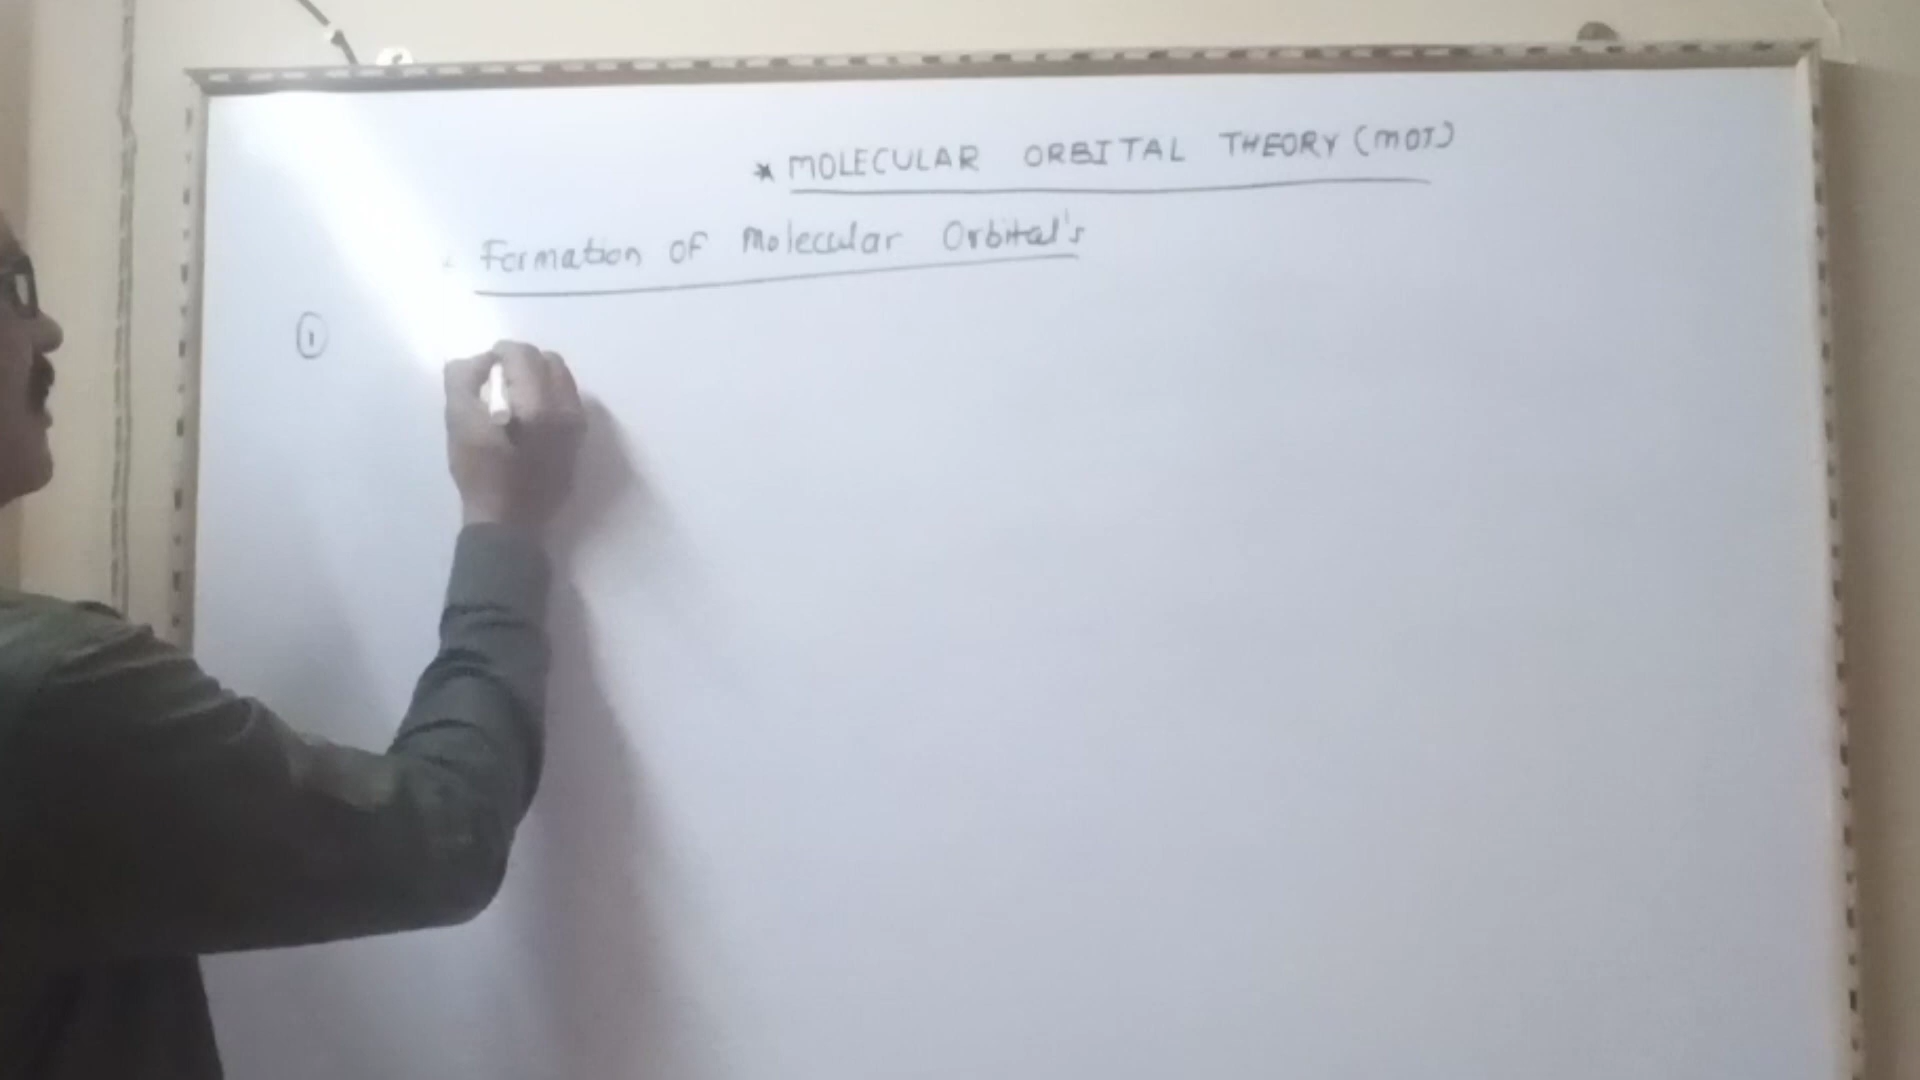 * MOLECULAR ORBITAL THEORY (MOT)
Formation of Molecular Orbital's
①